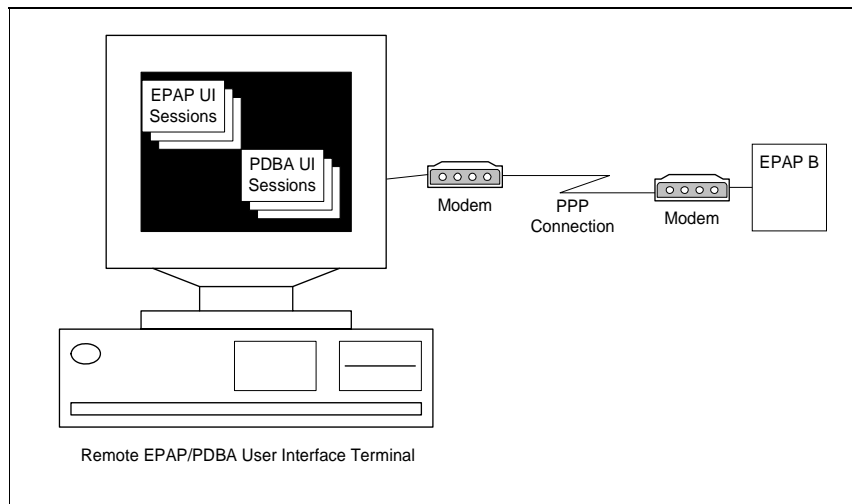 EPAP UI
Sessions
PDBA UI
Sessions
Modem
PPP
Connection
Modem
EPAP B
Remote EPAP/PDBA User Interface Terminal